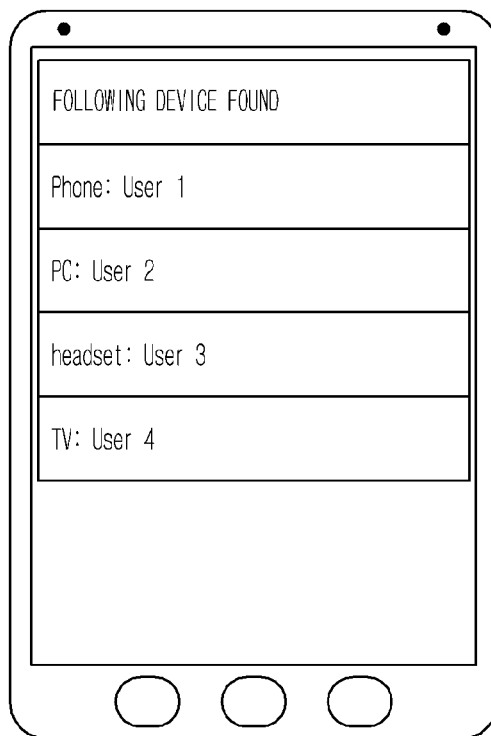 FOLLOWING DEVICE FOUND
Phone: User 1
PC: User 2
headset: User 3
TV: User 4